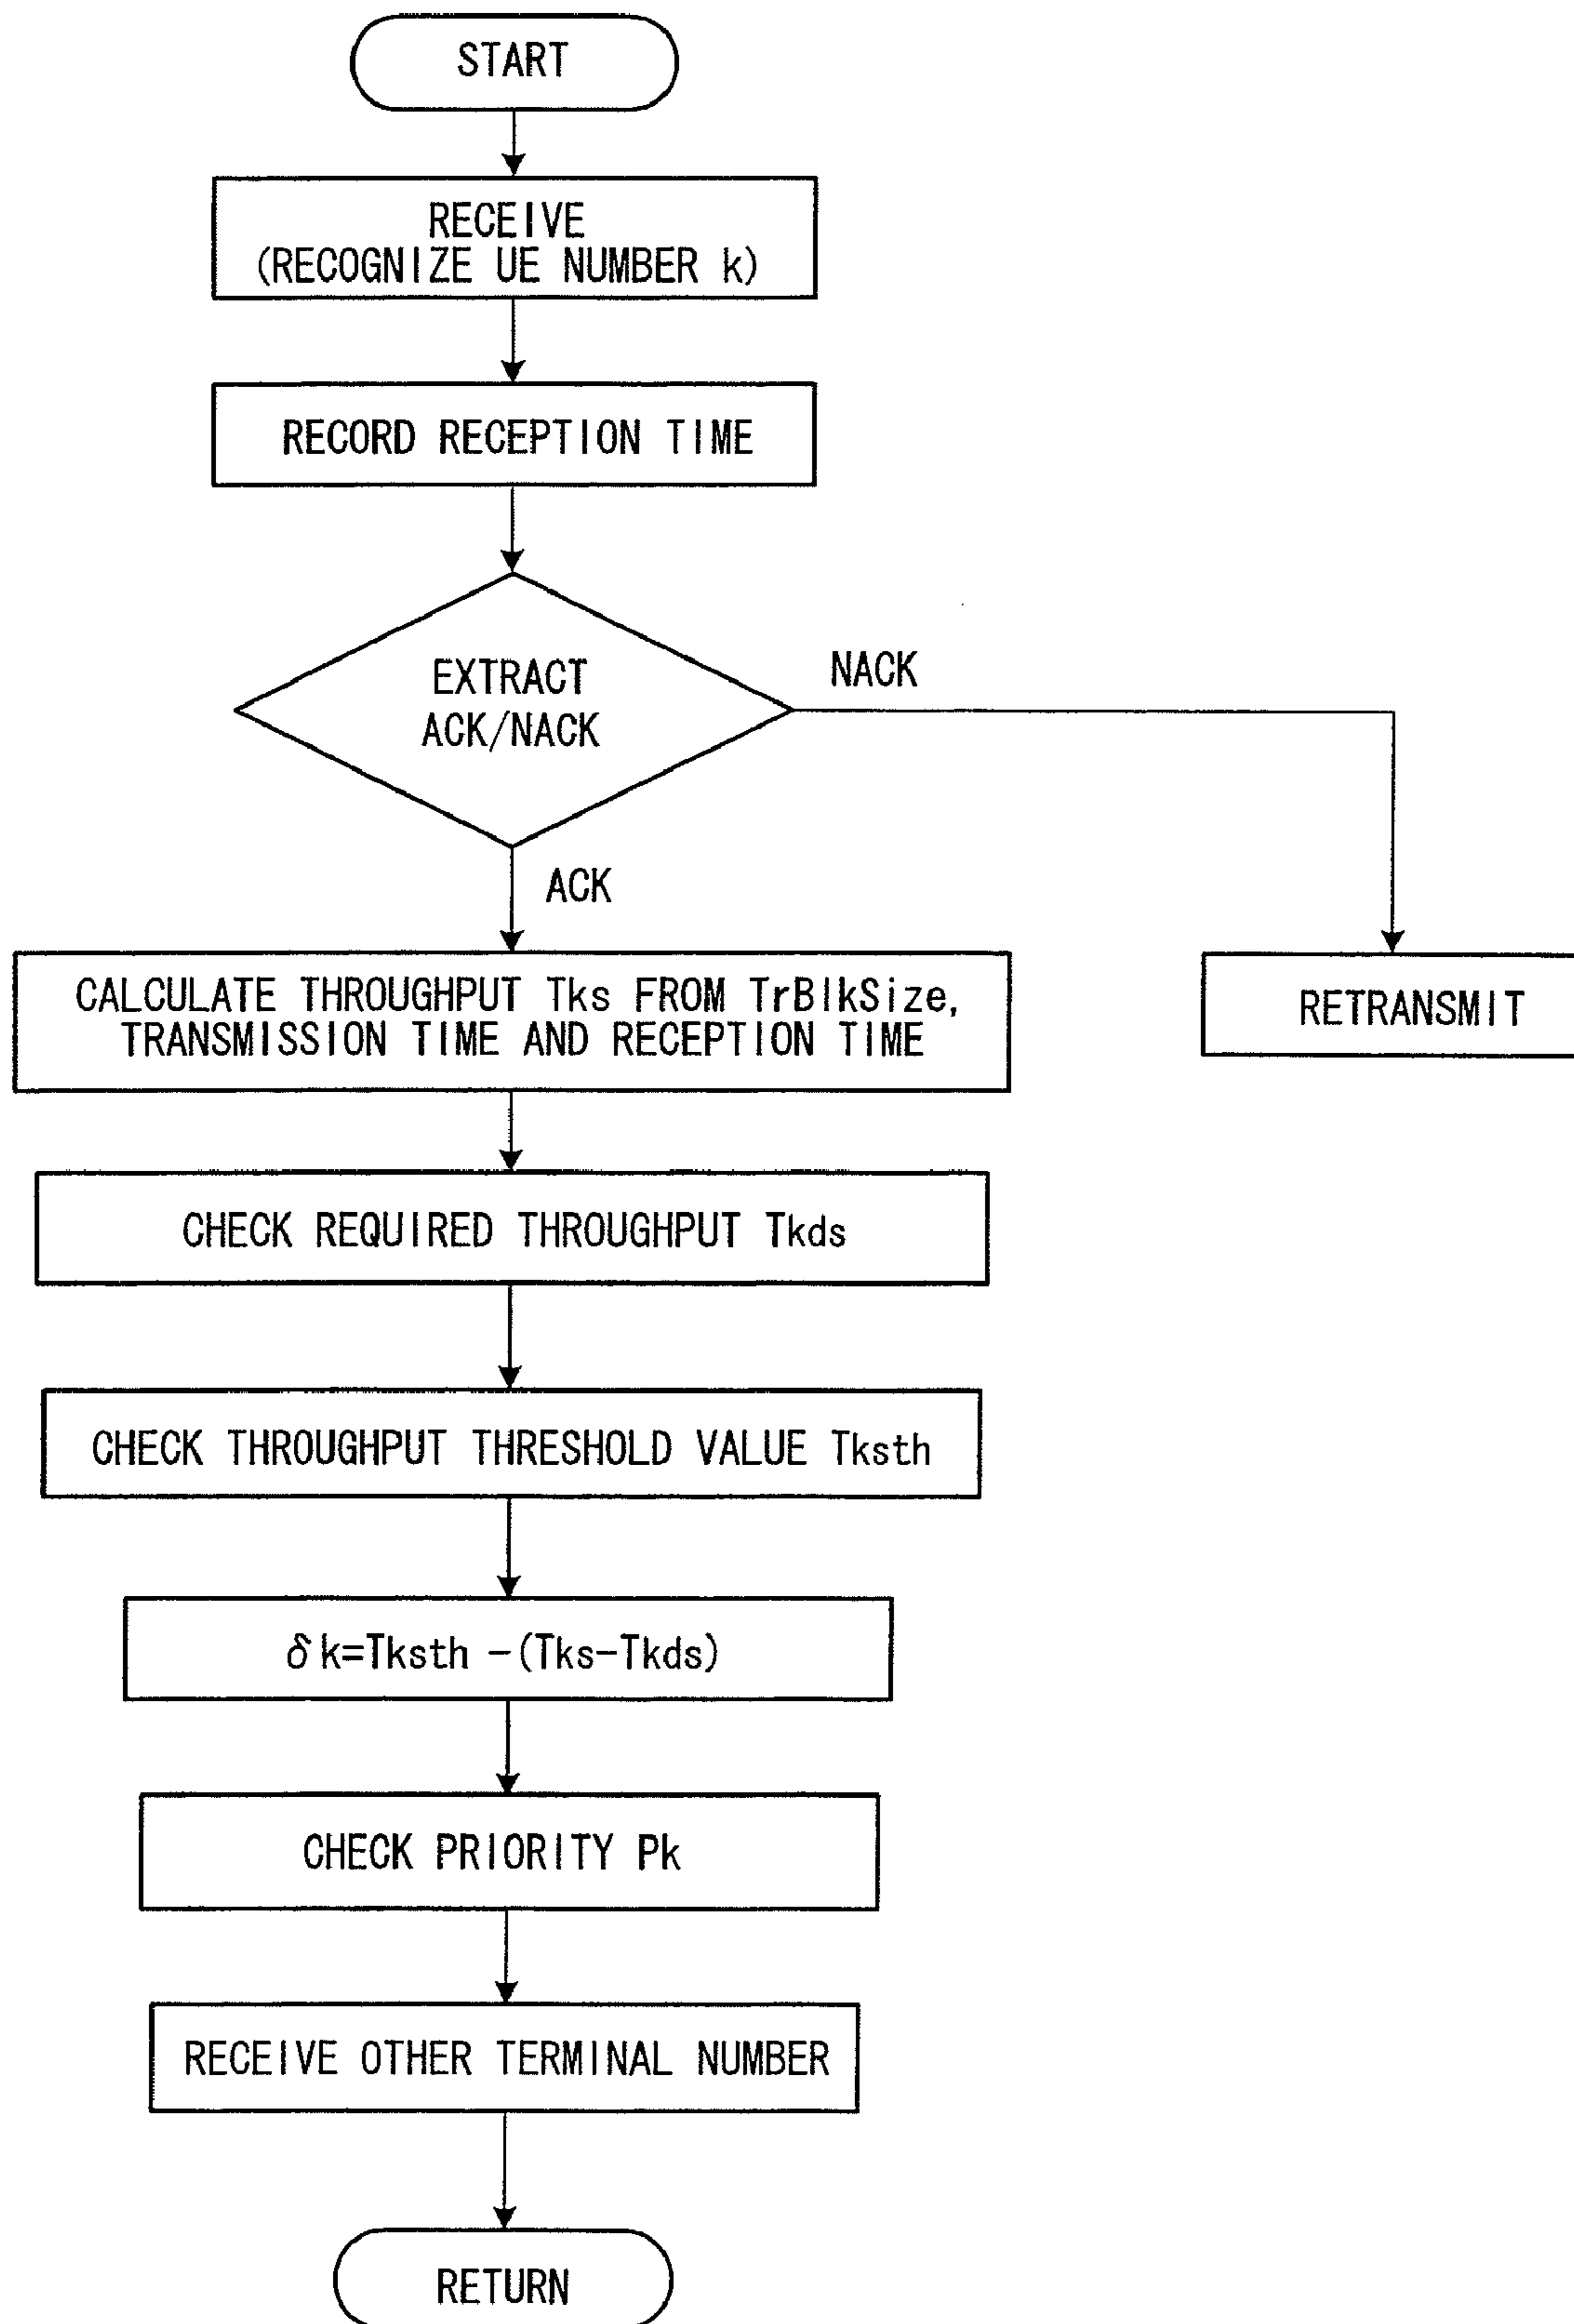 START
RECEIVE
(RECOGNIZE UE NUMBER k)
RECORD RECEPTION TIME
EXTRACT
ACK/NACK
NACK
ACK
CALCULATE THROUGHPUT Tks FROM TrBlkSize,
TRANSMISSION TIME AND RECEPTION TIME
RETRANSMIT
CHECK REQUIRED THROUGHPUT Tkds
CHECK THROUGHPUT THRESHOLD VALUE Tksth
δk=Tksth -(Tks-Tkds)
CHECK PRIORITY Pk
RECEIVE OTHER TERMINAL NUMBER
RETURN